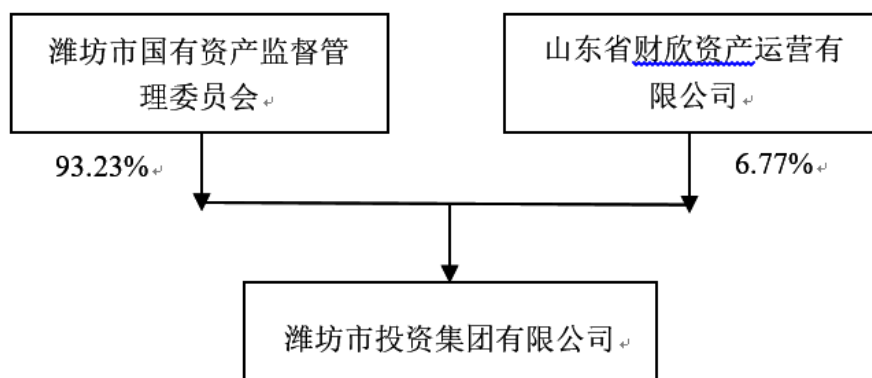 潍坊市国有资产监督管
理委员会
山东省财欣资产运营有
限公司
93.23%
6.77%
潍坊市投资集团有限公司